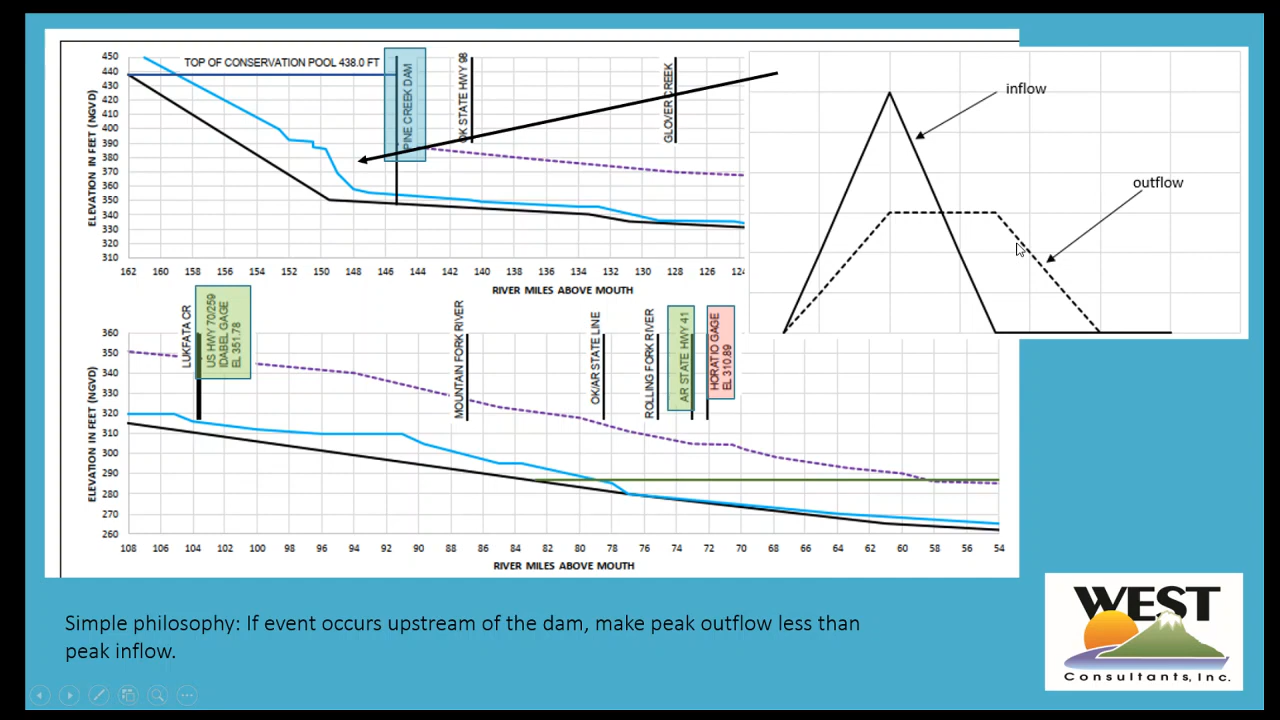 450
440
430
420
410
400
390
380
370
360
350
340
330
320
310
ELEVATION IN FEET (NGVD)
TOP OF CONSERVATION POOL 438.0 FT
PINE CREEK DAM
OK STATE HWY 98
GLOVER CREEK
162 160 158 156 154 152 150 148 146 144 142 140 138 136 134 132 130 128 126 124
RIVER MILES ABOVE MOUTH
inflow
outflow
360
350
340
330
320
310
300
290
280
270
260
ELEVATION IN FEET (NGVD)
LUKFATA CR
US HWY 70/259
IDABEL GAGE
EL 351.78
MOUNTAIN FORK RIVER
OK/AR STATE LINE
ROLLING FORK RIVER
AR STATE HWY 41
HORATIO GAGE
EL 310.89
108 106 104 102 100 98 96 94 92 90 88 86 84 82 80 78 76 74 72 70 68 66 64 62 60 58 56 54
RIVER MILES ABOVE MOUTH
Simple philosophy: If event occurs upstream of the dam, make peak outflow less than
peak inflow.
WEST
Consultants, Inc.